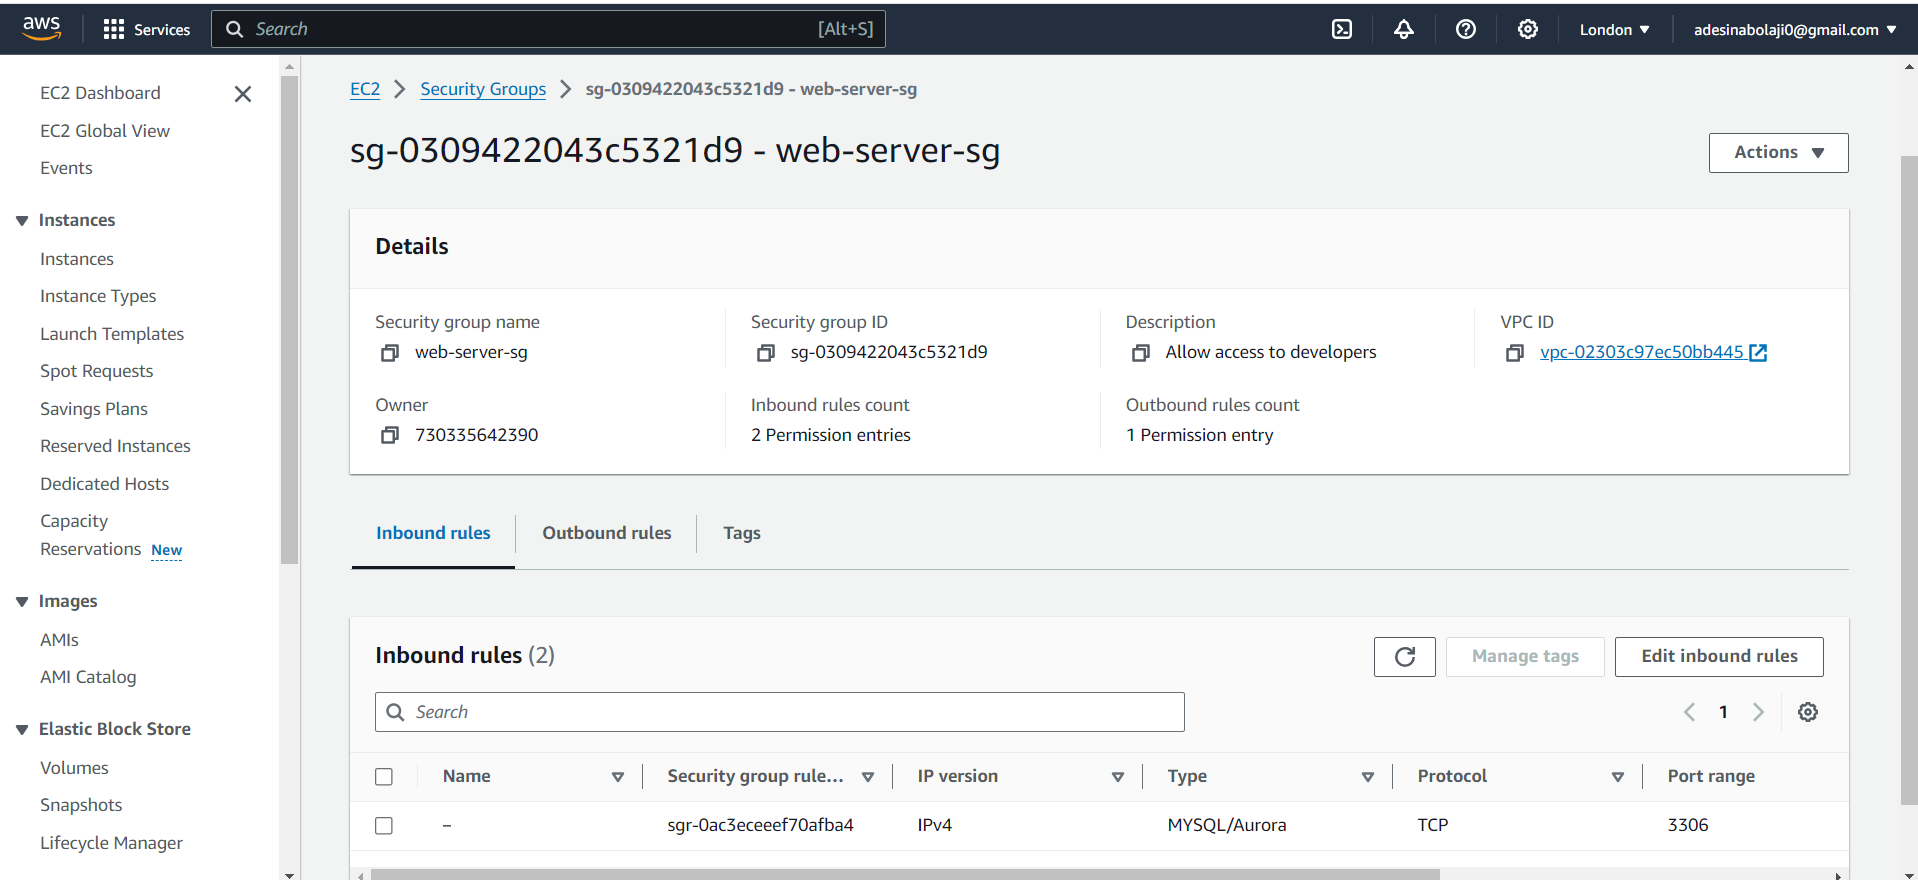 aws
Services
Search
[Alt+S]
London
adesinabolaji0@gmail.com
EC2 Dashboard
EC2 Global View
Events
Instances
Instances
Instance Types
Launch Templates
Spot Requests
Savings Plans
Reserved Instances
Dedicated Hosts
Capacity
Reservations New
Images
AMIs
AMI Catalog
Elastic Block Store
Volumes
Snapshots
Lifecycle Manager
EC2 > Security Groups > sg-0309422043c5321d9 - web-server-sg
sg-0309422043c5321d9 - web-server-sg
Actions
Details
Security group name
web-server-sg
Security group ID
sg-0309422043c5321d9
Description
Allow access to developers
VPC ID
vpc-02303c97ec50bb445
Owner
730335642390
Inbound rules count
2 Permission entries
Outbound rules count
1 Permission entry
Inbound rules
Outbound rules
Tags
Inbound rules (2)
Manage tags
Edit inbound rules
Search
1
Name Security group rule... IP version Type Protocol Port range
– sgr-0ac3eceeef70afba4 IPv4 MYSQL/Aurora TCP 3306